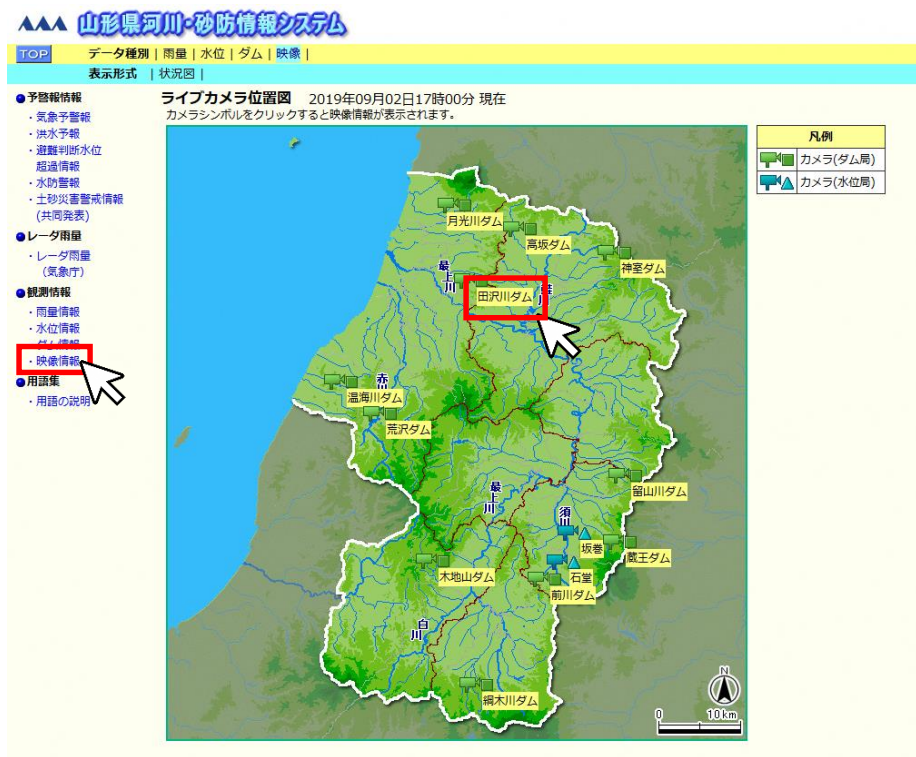 山形県河川・砂防情報システム
TOP データ種別 | 雨量 | 水位 | ダム | 映像 |
表示形式 | 状況図 |
予警報情報
・気象予警報
・洪水予報
・避難判断水位
超過情報
・水防警報
・土砂災害警戒情報
(共同発表)
レーダ雨量
・レーダ雨量
(気象庁)
観測情報
・雨量情報
・水位情報
・ダム情報
・映像情報
用語集
・用語の説明
ライブカメラ位置図 2019年09月02日17時00分 現在
カメラシンボルをクリックすると映像情報が表示されます。
月光川ダム
高坂ダム
神室ダム
最上川
田沢川ダム
赤川
温海川ダム
荒沢ダム
最上川
留山川ダム
須川
坂巻
蔵王ダム
石堂
木地山ダム
前川ダム
白川
綱木川ダム
N
0 10km
凡例
カメラ(ダム局)
カメラ(水位局)